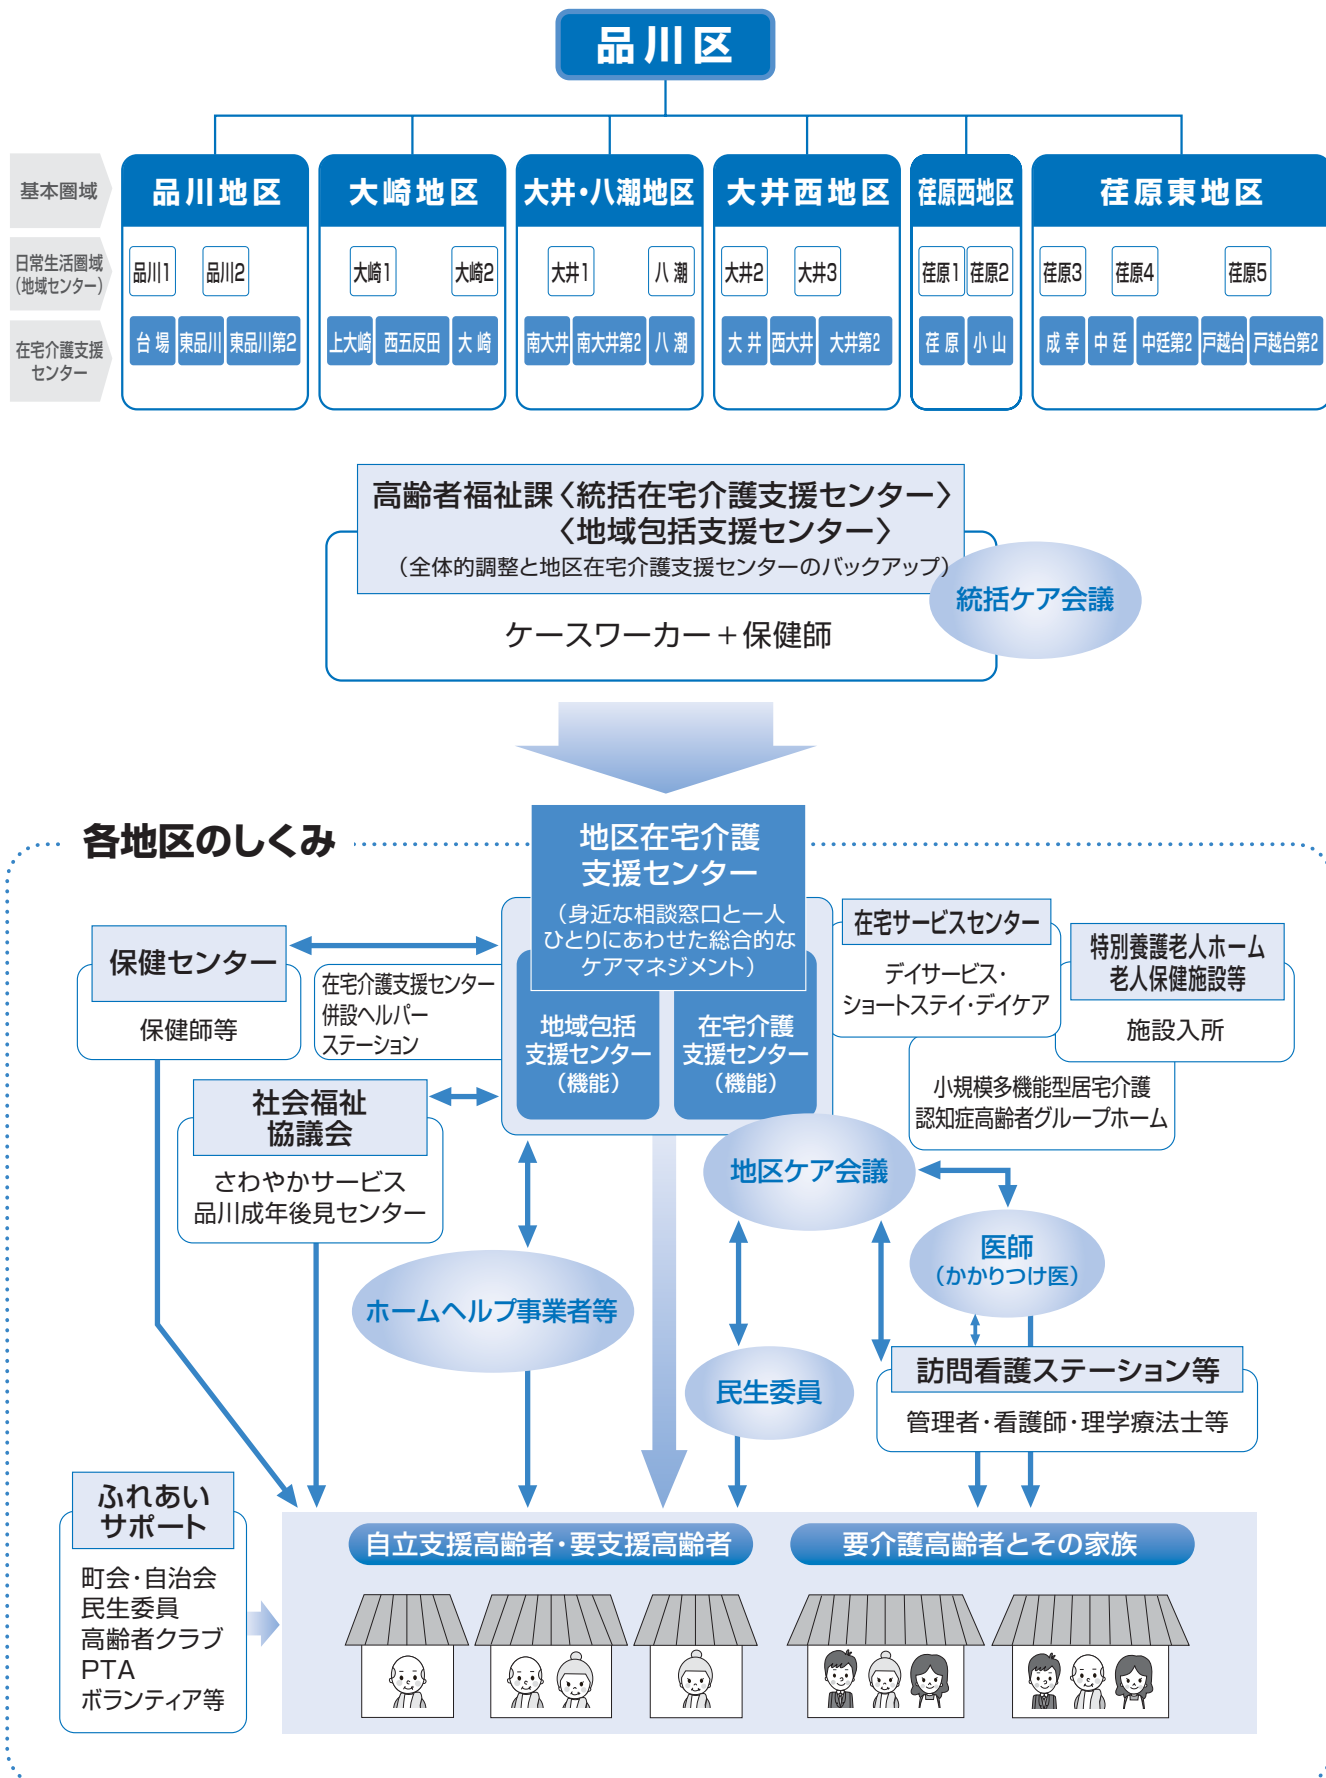 品川区
基本圏域
品川地区
大崎地区
大井・八潮地区
大井西地区
荏原西地区
荏原東地区
日常生活圏域
（地域センター）
品川1
品川2
大崎1
大崎2
大井1
八潮
大井2
大井3
荏原1
荏原2
荏原3
荏原4
荏原5
在宅介護支援
センター
台場
東品川
東品川第2
上大崎
西五反田
大崎
南大井
南大井第2
八潮
大井
西大井
大井第2
荏原
小山
成幸
中延
中延第2
戸越台
戸越台第2
高齢者福祉課〈統括在宅介護支援センター〉
〈地域包括支援センター〉
（全体的調整と地区在宅介護支援センターのバックアップ）
統括ケア会議
ケースワーカー＋保健師
各地区のしくみ
地区在宅介護
支援センター
（身近な相談窓口と一人
ひとりにあわせた総合的な
ケアマネジメント）
地域包括
支援センター
（機能）
在宅介護
支援センター
（機能）
保健センター
保健師等
在宅介護支援センター
併設ヘルパー
ステーション
在宅サービスセンター
デイサービス・
ショートステイ・デイケア
特別養護老人ホーム
老人保健施設等
施設入所
小規模多機能型居宅介護
認知症高齢者グループホーム
社会福祉
協議会
さわやかサービス
品川成年後見センター
地区ケア会議
医師
（かかりつけ医）
ホームヘルプ事業者等
民生委員
訪問看護ステーション等
管理者・看護師・理学療法士等
ふれあい
サポート
町会・自治会
民生委員
高齢者クラブ
PTA
ボランティア等
自立支援高齢者・要支援高齢者
要介護高齢者とその家族